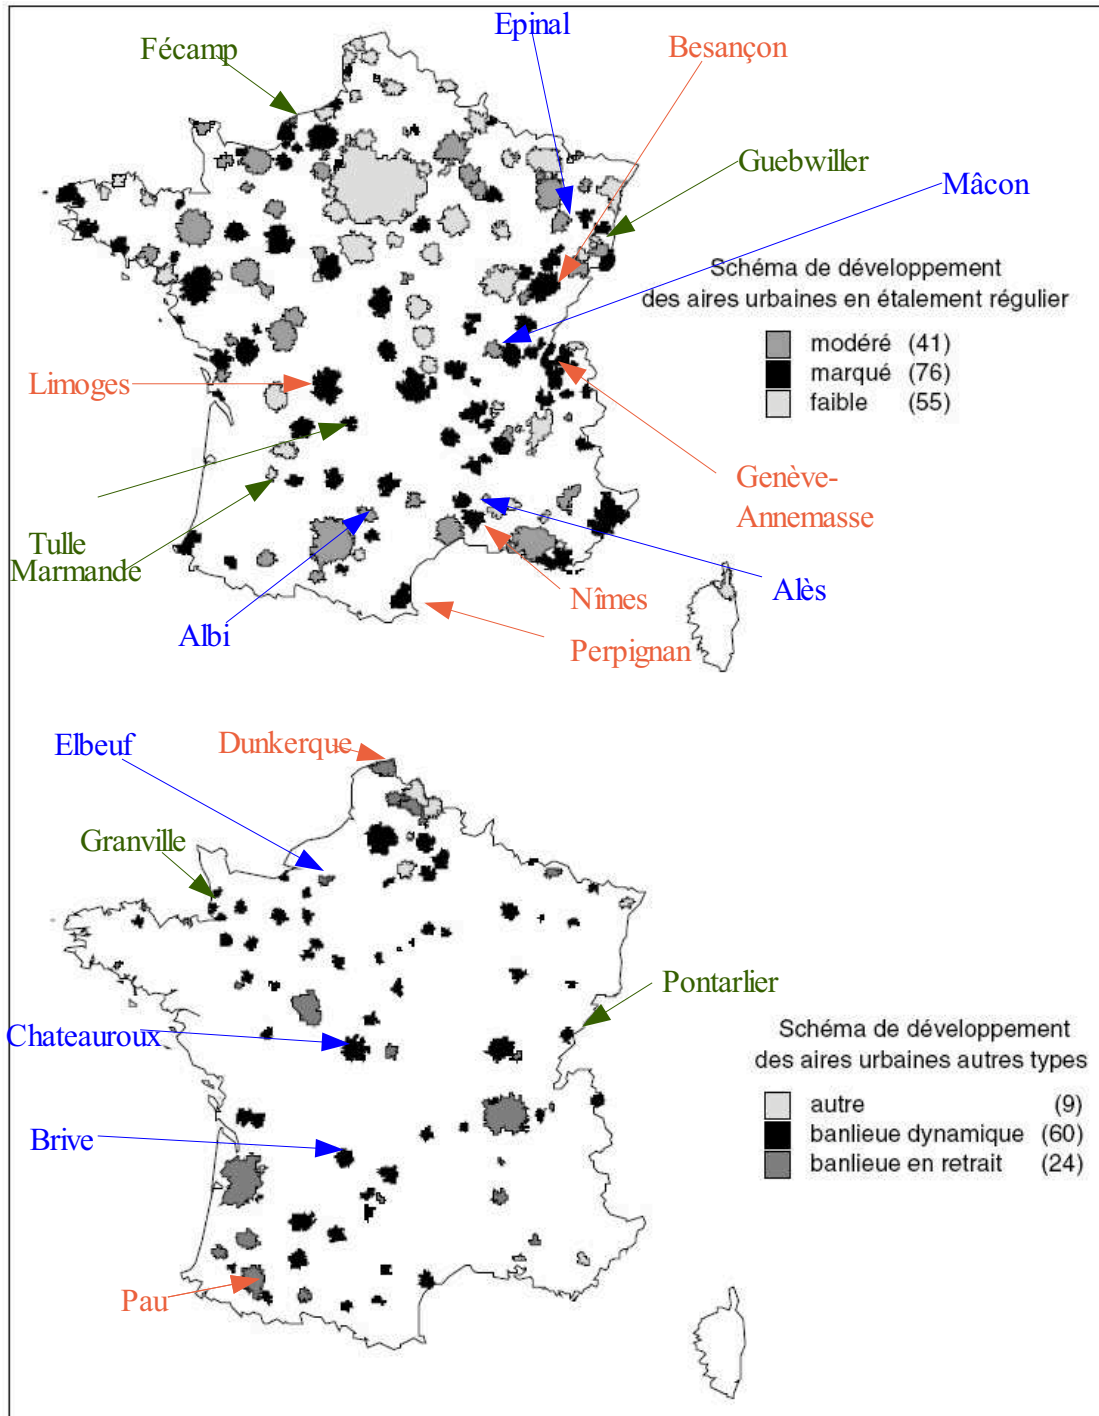 Epinal
Fécamp
Besançon
Guebwiller
Mâcon
Schéma de développement
des aires urbaines en étalement régulier
modéré (41)
marqué (76)
faible (55)
Limoges
Genève-
Annemasse
Tulle
Marmande
Nîmes
Alès
Albi
Perpignan
Elbeuf
Dunkerque
Granville
Pontarlier
Chateauroux
Schéma de développement
des aires urbaines autres types
autre (9)
banlieue dynamique (60)
banlieue en retrait (24)
Brive
Pau